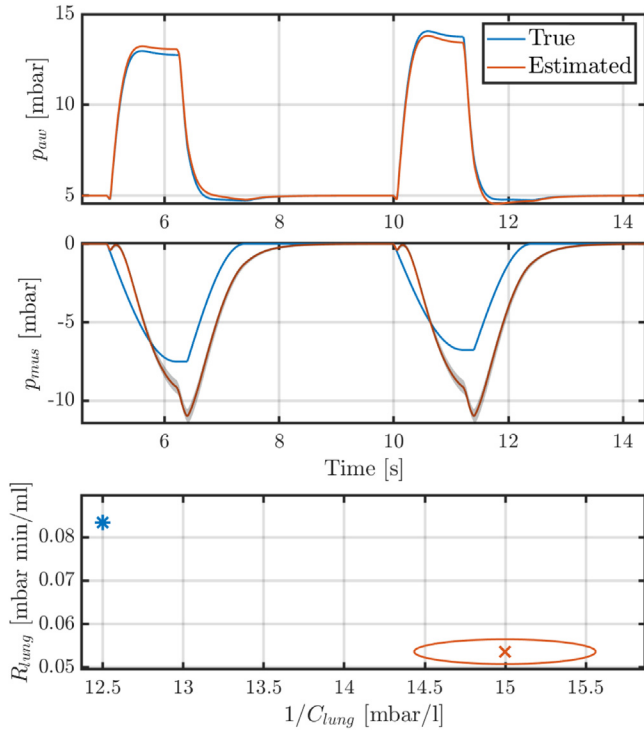 15
10
5
p_aw [mbar]
True
Estimated
6 8 10 12 14
0
-5
-10
p_mus [mbar]
6 8 10 12 14
Time [s]
0.08
0.07
0.06
0.05
R_lung [mbar min/ml]
12.5 13 13.5 14 14.5 15 15.5
1/C_lung [mbar/l]